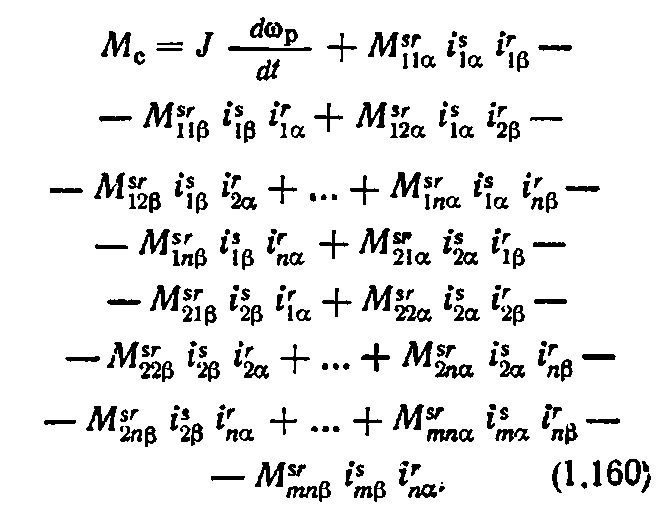 M_c = J dω_p/dt + M^{sr}_{11α} i^s_{1α} i^r_{1β} —
— M^{sr}_{11β} i^s_{1β} i^r_{1α} + M^{sr}_{12α} i^s_{1α} i^r_{2β} —
— M^{sr}_{12β} i^s_{1β} i^r_{2α} + ... + M^{sr}_{1nα} i^s_{1α} i^r_{nβ} —
— M^{sr}_{1nβ} i^s_{1β} i^r_{nα} + M^{sr}_{21α} i^s_{2α} i^r_{1β} —
— M^{sr}_{21β} i^s_{2β} i^r_{1α} + M^{sr}_{22α} i^s_{2α} i^r_{2β} —
— M^{sr}_{22β} i^s_{2β} i^r_{2α} + ... + M^{sr}_{2nα} i^s_{2α} i^r_{nβ} —
— M^{sr}_{2nβ} i^s_{2β} i^r_{nα} + ... + M^{sr}_{mnα} i^s_{mα} i^r_{nβ} —
— M^{sr}_{mnβ} i^s_{mβ} i^r_{nα}; (1.160)